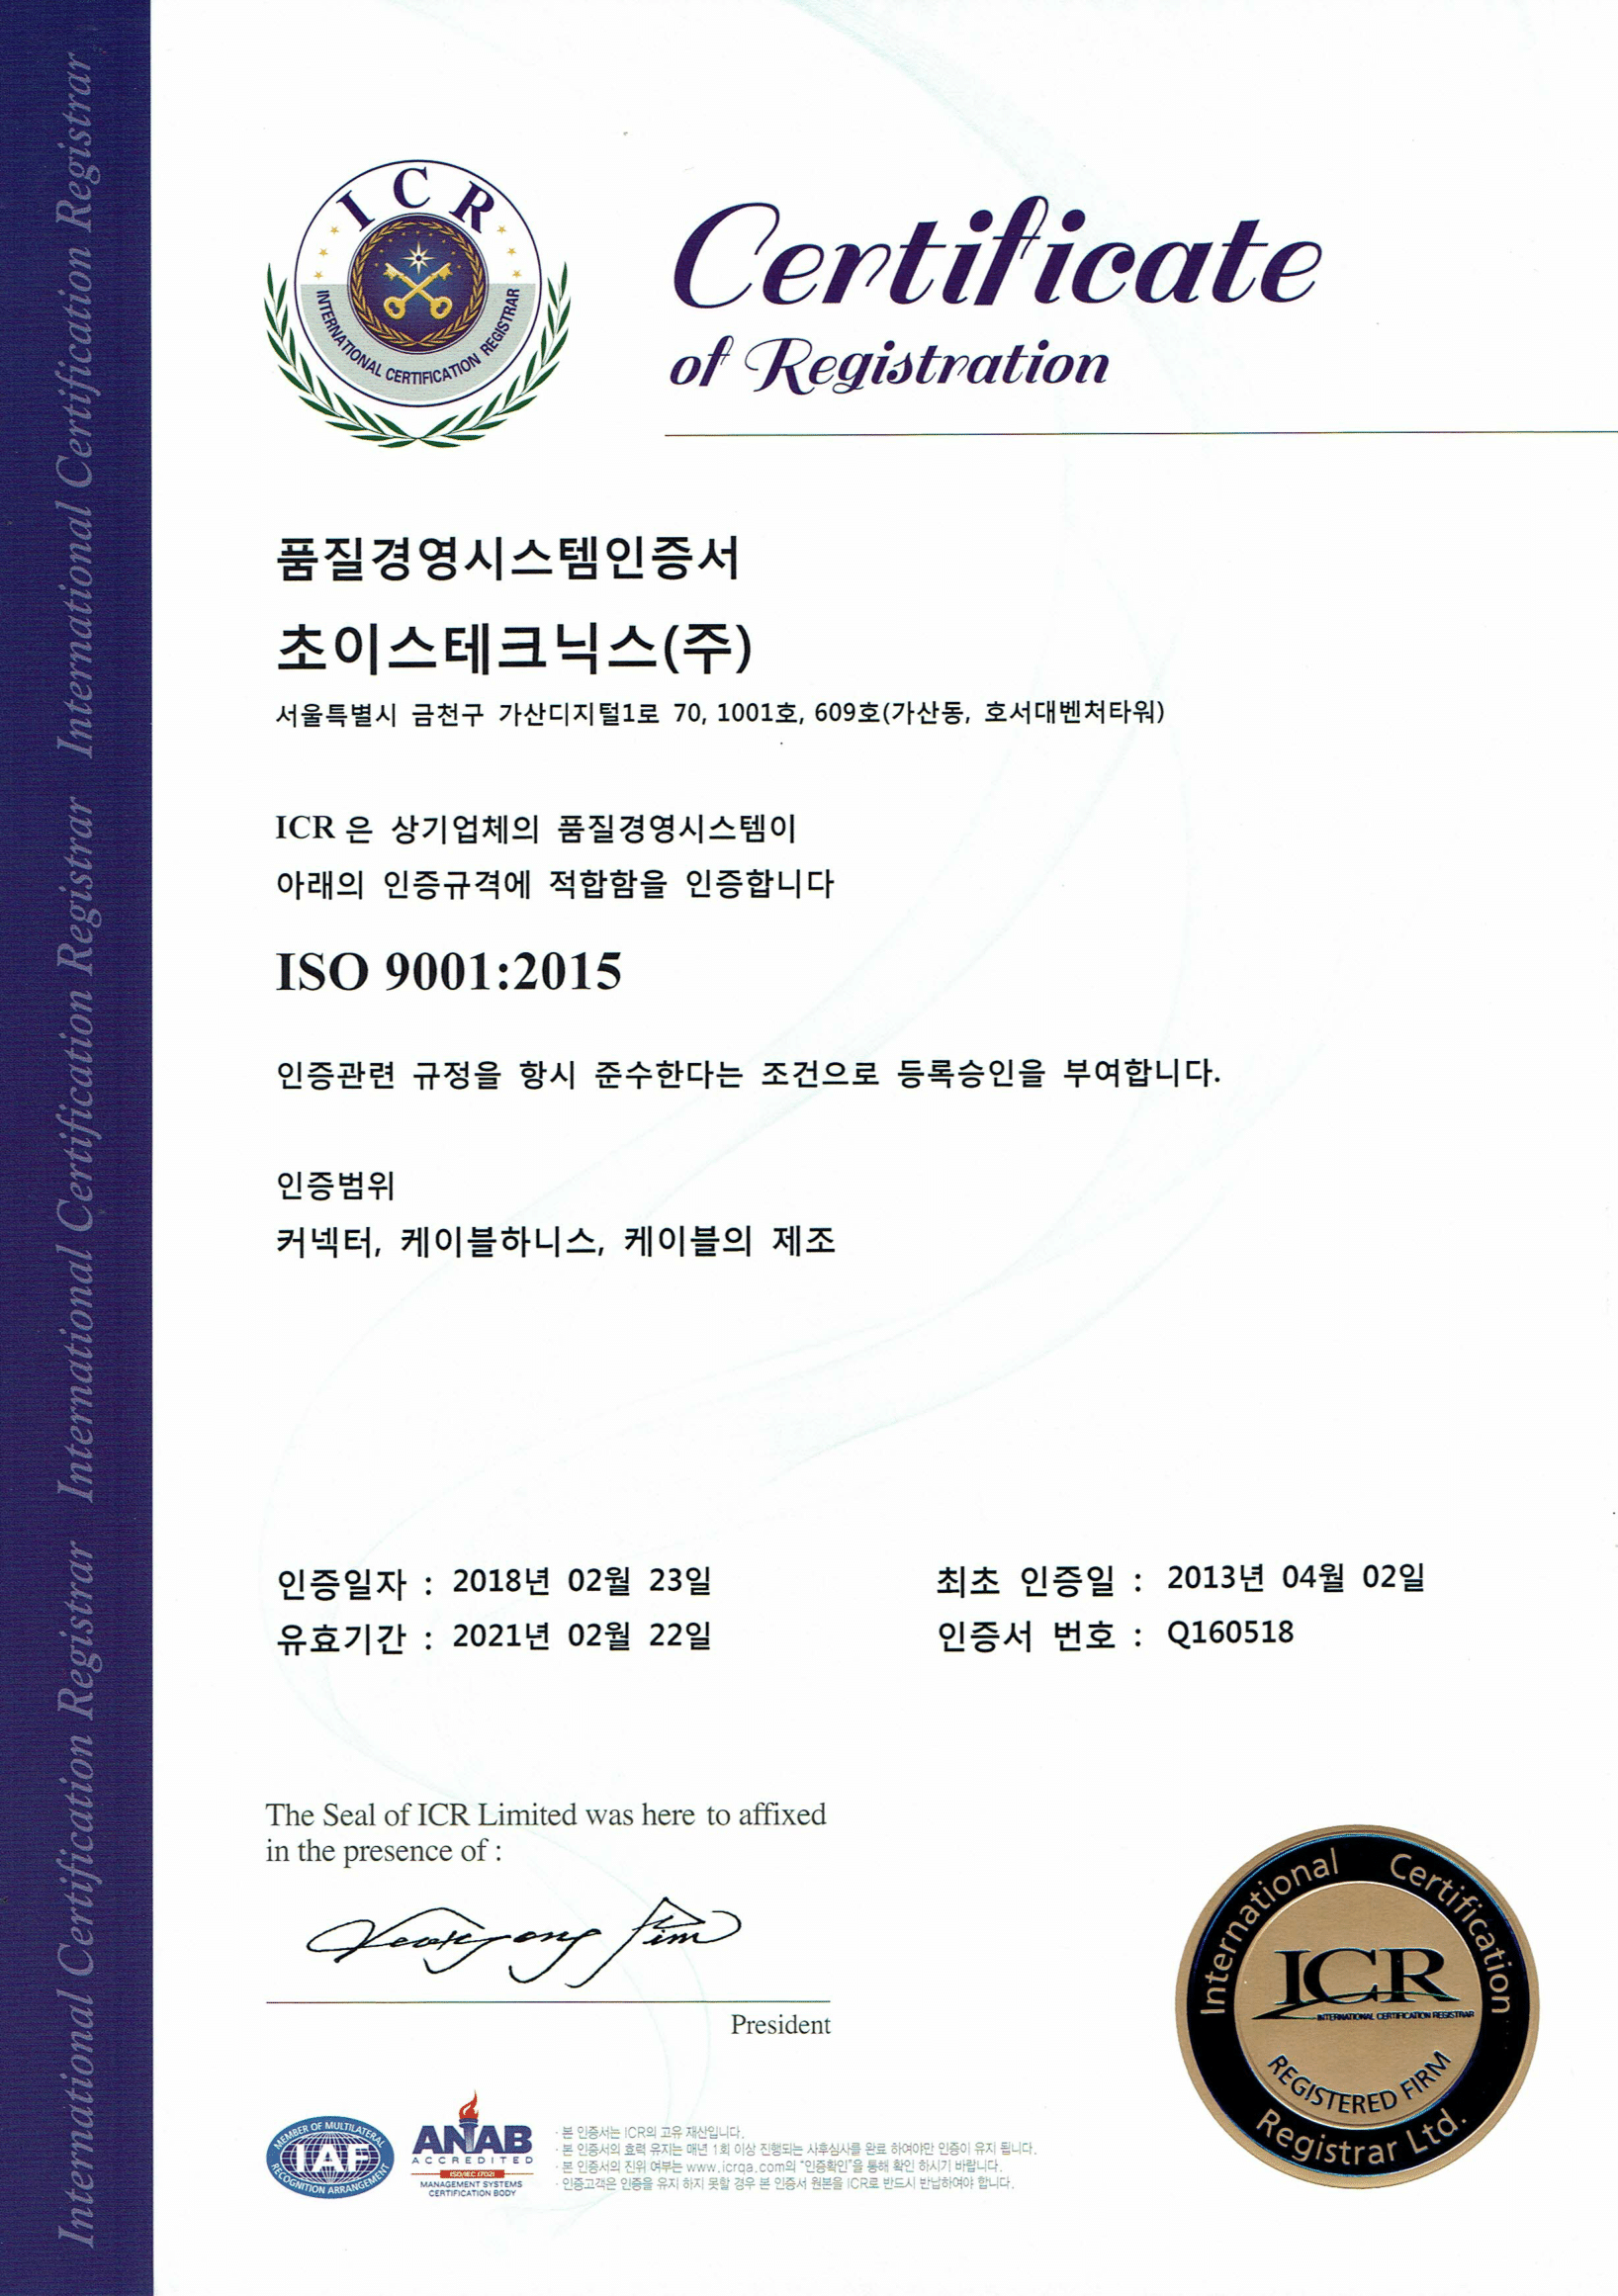 International Certification Registrar International Certification Registrar International Certification Registrar
ICR
INTERNATIONAL CERTIFICATION REGISTRAR
Certificate
of Registration
품질경영시스템인증서
초이스테크닉스(주)
서울특별시 금천구 가산디지털1로 70, 1001호, 609호(가산동, 호서대벤처타워)
ICR 은 상기업체의 품질경영시스템이
아래의 인증규격에 적합함을 인증합니다
ISO 9001:2015
인증관련 규정을 항시 준수한다는 조건으로 등록승인을 부여합니다.
인증범위
커넥터, 케이블하니스, 케이블의 제조
인증일자 : 2018년 02월 23일
최초 인증일 : 2013년 04월 02일
유효기간 : 2021년 02월 22일
인증서 번호 : Q160518
The Seal of ICR Limited was here to affixed
in the presence of :
President
International Certification
ICR
INTERNATIONAL CERTIFICATION REGISTRAR
REGISTERED FIRM
Registrar Ltd.
MEMBER OF MULTILATERAL
IAF
RECOGNITION ARRANGEMENT
ANAB
ACCREDITED
ISO/IEC 17021
MANAGEMENT SYSTEMS
CERTIFICATION BODY
· 본 인증서는 ICR의 고유 재산입니다.
· 본 인증서의 효력 유지는 매년 1회 이상 진행되는 사후심사를 완료 하여야만 인증이 유지 됩니다.
· 본 인증서의 진위 여부는 www.icrqa.com의 "인증확인"을 통해 확인 하시기 바랍니다.
· 인증고객은 인증을 유지 하지 못할 경우 본 인증서 원본을 ICR로 반드시 반납하여야 합니다.